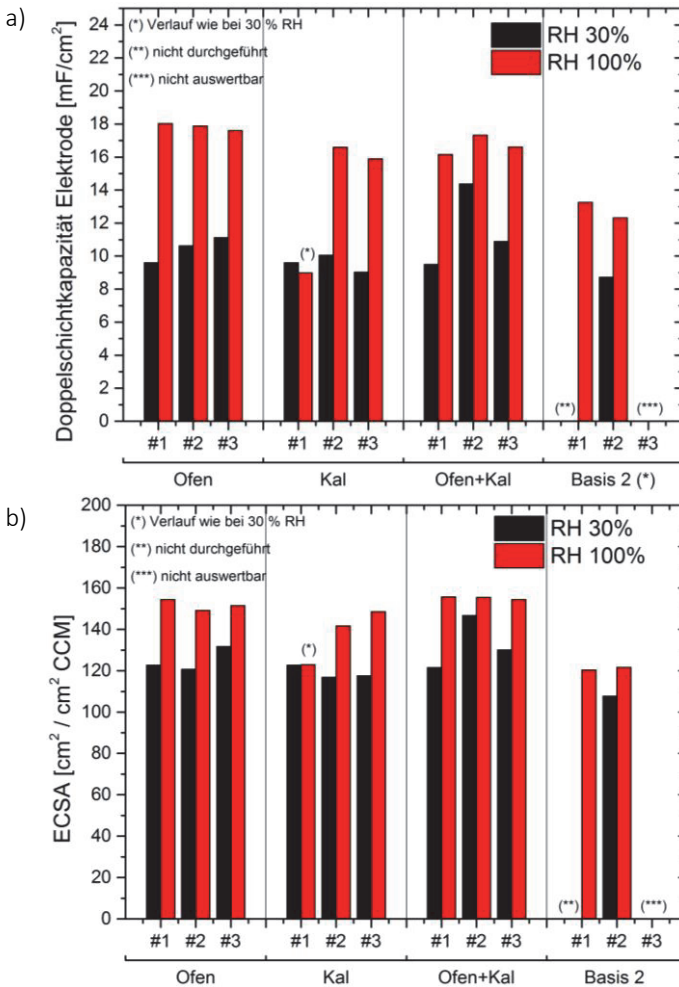 a)
Doppelschichtkapazität Elektrode [mF/cm²]
24
22
20
18
16
14
12
10
8
6
4
2
0
(*) Verlauf wie bei 30 % RH
(**) nicht durchgeführt
(***) nicht auswertbar
RH 30%
RH 100%
(*)
(**)
(***)
#1 #2 #3 #1 #2 #3 #1 #2 #3 #1 #2 #3
Ofen Kal Ofen+Kal Basis 2 (*)
b)
ECSA [cm² / cm² CCM]
200
180
160
140
120
100
80
60
40
20
0
(*) Verlauf wie bei 30 % RH
(**) nicht durchgeführt
(***) nicht auswertbar
RH 30%
RH 100%
(*)
(**)
(***)
#1 #2 #3 #1 #2 #3 #1 #2 #3 #1 #2 #3
Ofen Kal Ofen+Kal Basis 2